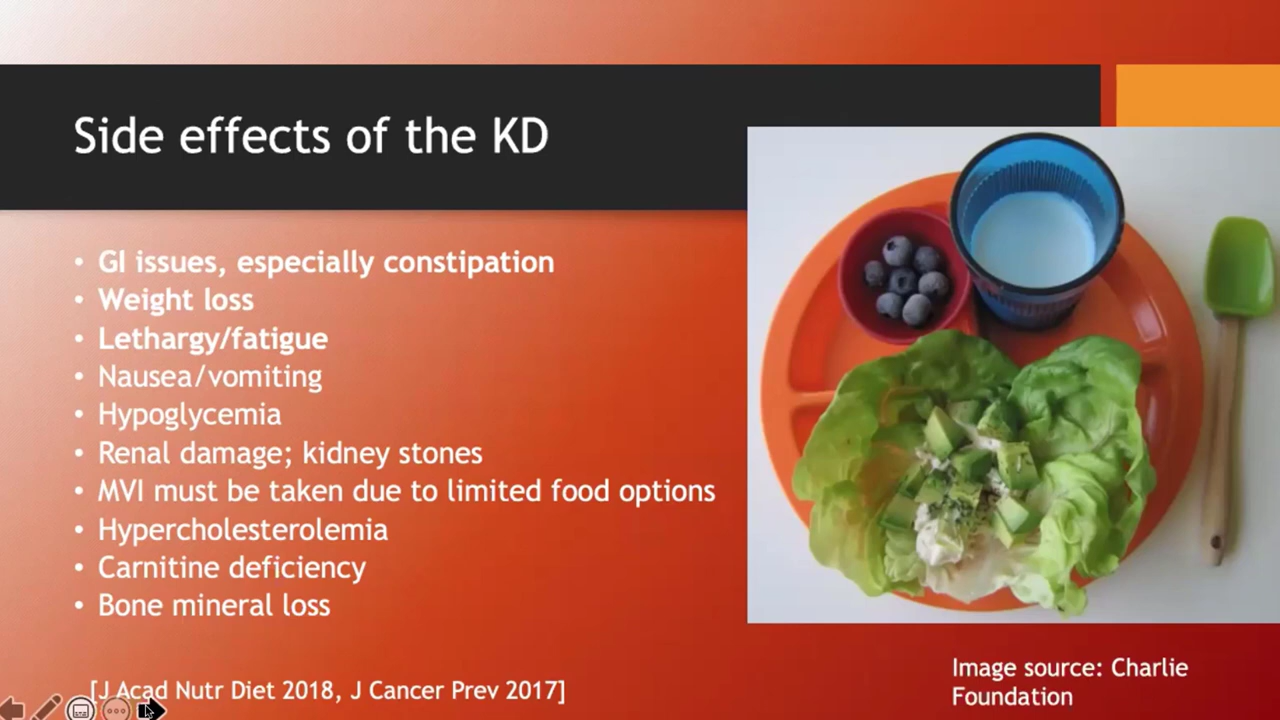 Side effects of the KD
• GI issues, especially constipation
• Weight loss
• Lethargy/fatigue
• Nausea/vomiting
• Hypoglycemia
• Renal damage; kidney stones
• MVI must be taken due to limited food options
• Hypercholesterolemia
• Carnitine deficiency
• Bone mineral loss
[J Acad Nutr Diet 2018, J Cancer Prev 2017]
Image source: Charlie
Foundation